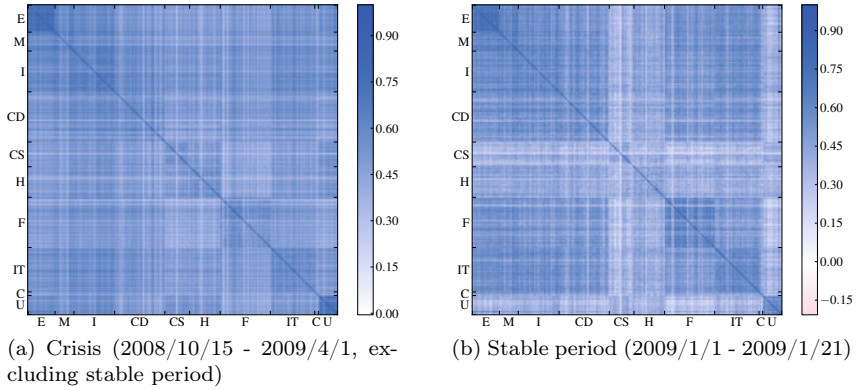 E
M
I
CD
CS
H
F
IT
C
U
E M I CD CS H F IT C U
0.90
0.75
0.60
0.45
0.30
0.15
0.00
E
M
I
CD
CS
H
F
IT
C
U
E M I CD CS H F IT C U
0.90
0.75
0.60
0.45
0.30
0.15
0.00
−0.15
(a) Crisis (2008/10/15 - 2009/4/1, ex-
cluding stable period)
(b) Stable period (2009/1/1 - 2009/1/21)